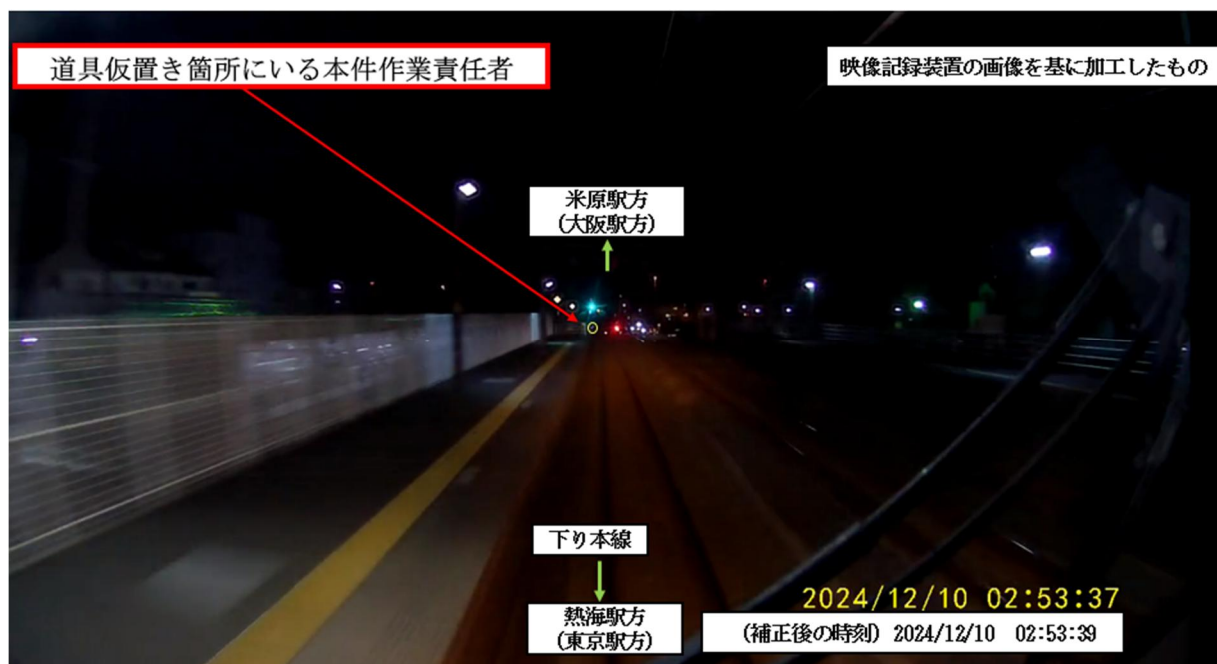 道具仮置き箇所にいる本件作業責任者
映像記録装置の画像を基に加工したもの
米原駅方
(大阪駅方)
下り本線
熱海駅方
(東京駅方)
2024/12/10 02:53:37
(補正後の時刻) 2024/12/10 02:53:39